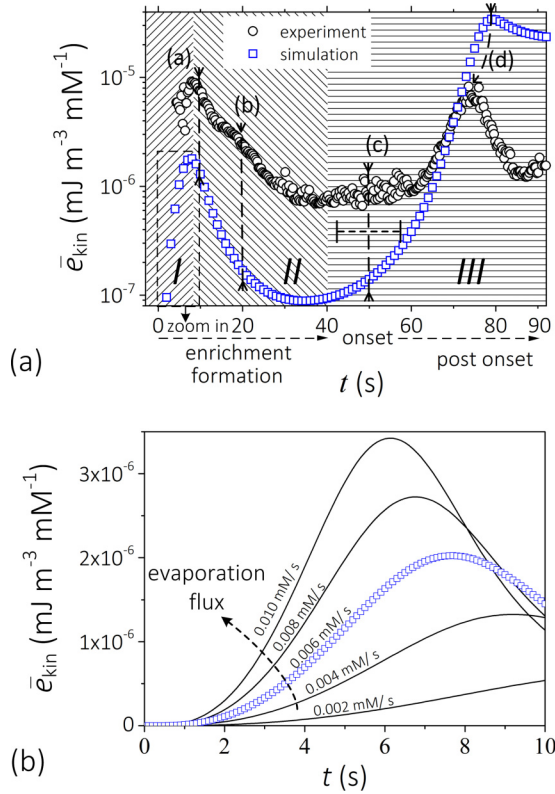 experiment
simulation
(a)
(b)
(c)
(d)
10⁻⁵
10⁻⁶
10⁻⁷
ēkin (mJ m⁻³ mM⁻¹)
I
II
III
0 zoom in 20 40 60 80
enrichment formation
onset
post onset
t (s)
(a)
3x10⁻⁶
2x10⁻⁶
1x10⁻⁶
0
ēkin (mJ m⁻³ mM⁻¹)
evaporation
flux
0.010 mM/ s
0.008 mM/ s
0.006 mM/ s
0.004 mM/ s
0.002 mM/ s
0 2 4 6 8 10
t (s)
(b)